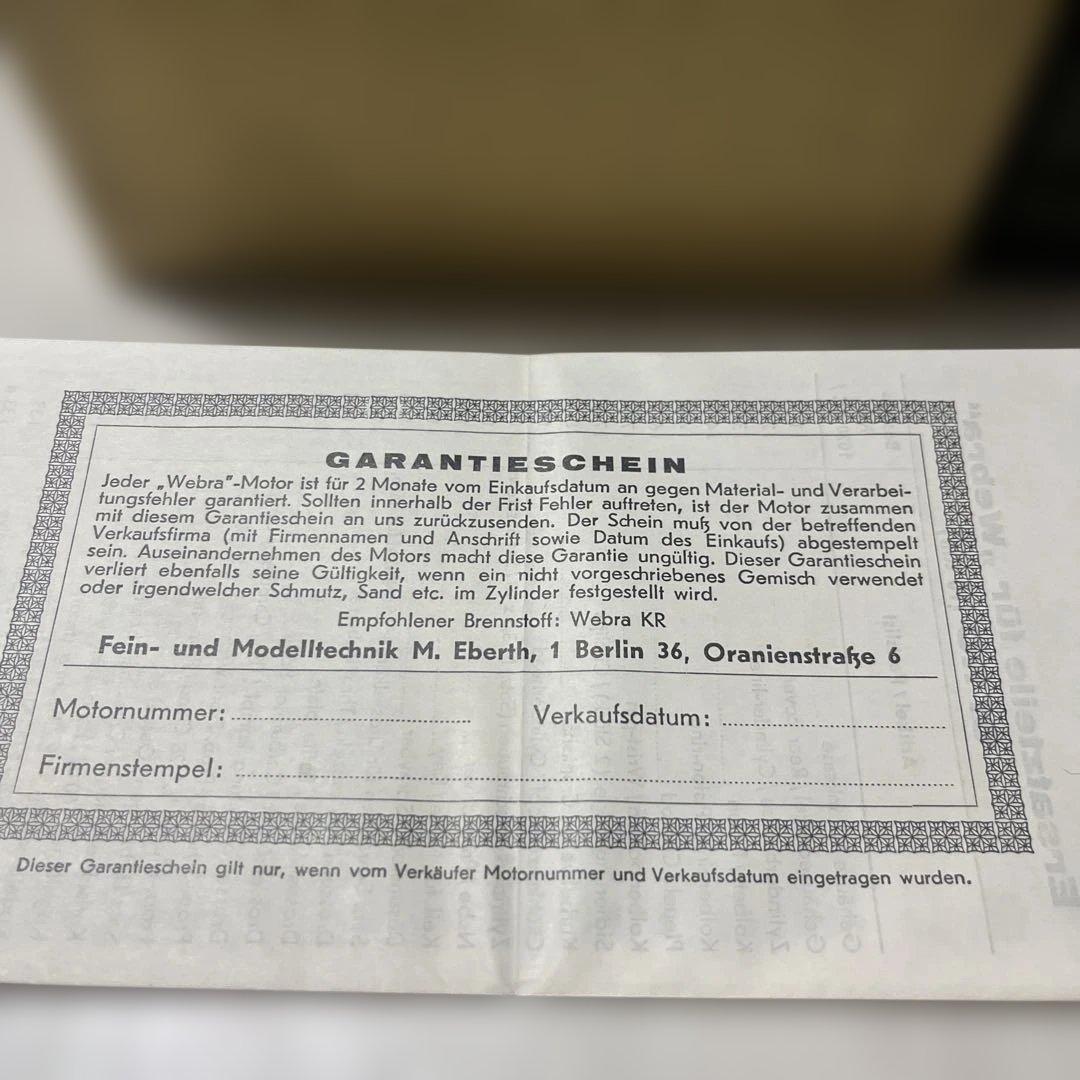 GARANTIESCHEIN
Jeder „Webra"-Motor ist für 2 Monate vom Einkaufsdatum an gegen Material- und Verarbei-
tungsfehler garantiert. Sollten innerhalb der Frist Fehler auftreten, ist der Motor zusammen
mit diesem Garantieschein an uns zurückzusenden. Der Schein muß von der betreffenden
Verkaufsfirma (mit Firmennamen und Anschrift sowie Datum des Einkaufs) abgestempelt
sein. Auseinandernehmen des Motors macht diese Garantie ungültig. Dieser Garantieschein
verliert ebenfalls seine Gültigkeit, wenn ein nicht vorgeschriebenes Gemisch verwendet
oder irgendwelcher Schmutz, Sand etc. im Zylinder festgestellt wird.
Empfohlener Brennstoff: Webra KR
Fein- und Modelltechnik M. Eberth, 1 Berlin 36, Oranienstraße 6
Motornummer: Verkaufsdatum:
Firmenstempel:
Dieser Garantieschein gilt nur, wenn vom Verkäufer Motornummer und Verkaufsdatum eingetragen wurden.
Ersatzteile für „Webra"